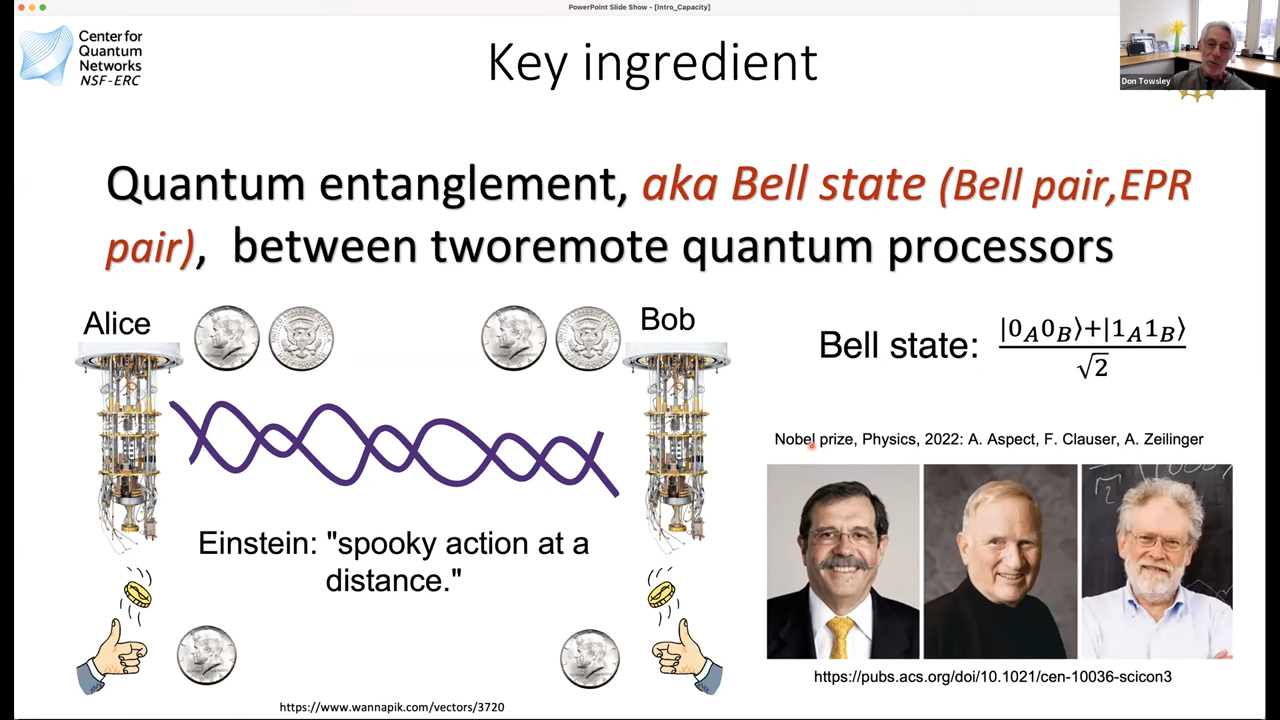 PowerPoint Slide Show - [Intro_Capacity]
Center for
Quantum
Networks
NSF-ERC
Key ingredient
Don Towsley
Quantum entanglement, aka Bell state (Bell pair,EPR
pair), between tworemote quantum processors
Alice
Bob
Bell state: |0_A0_B⟩+|1_A1_B⟩
√2
Nobel prize, Physics, 2022: A. Aspect, F. Clauser, A. Zeilinger
Einstein: "spooky action at a
distance."
https://pubs.acs.org/doi/10.1021/cen-10036-scicon3
https://www.wannapik.com/vectors/3720